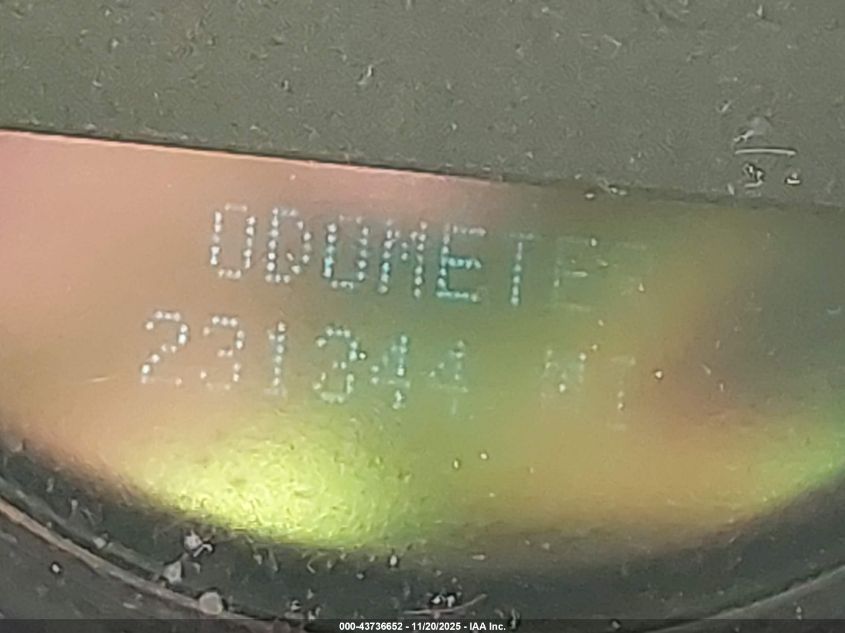 ODOMETER
231344 MI
000-43736652 - 11/20/2025 - IAA Inc.